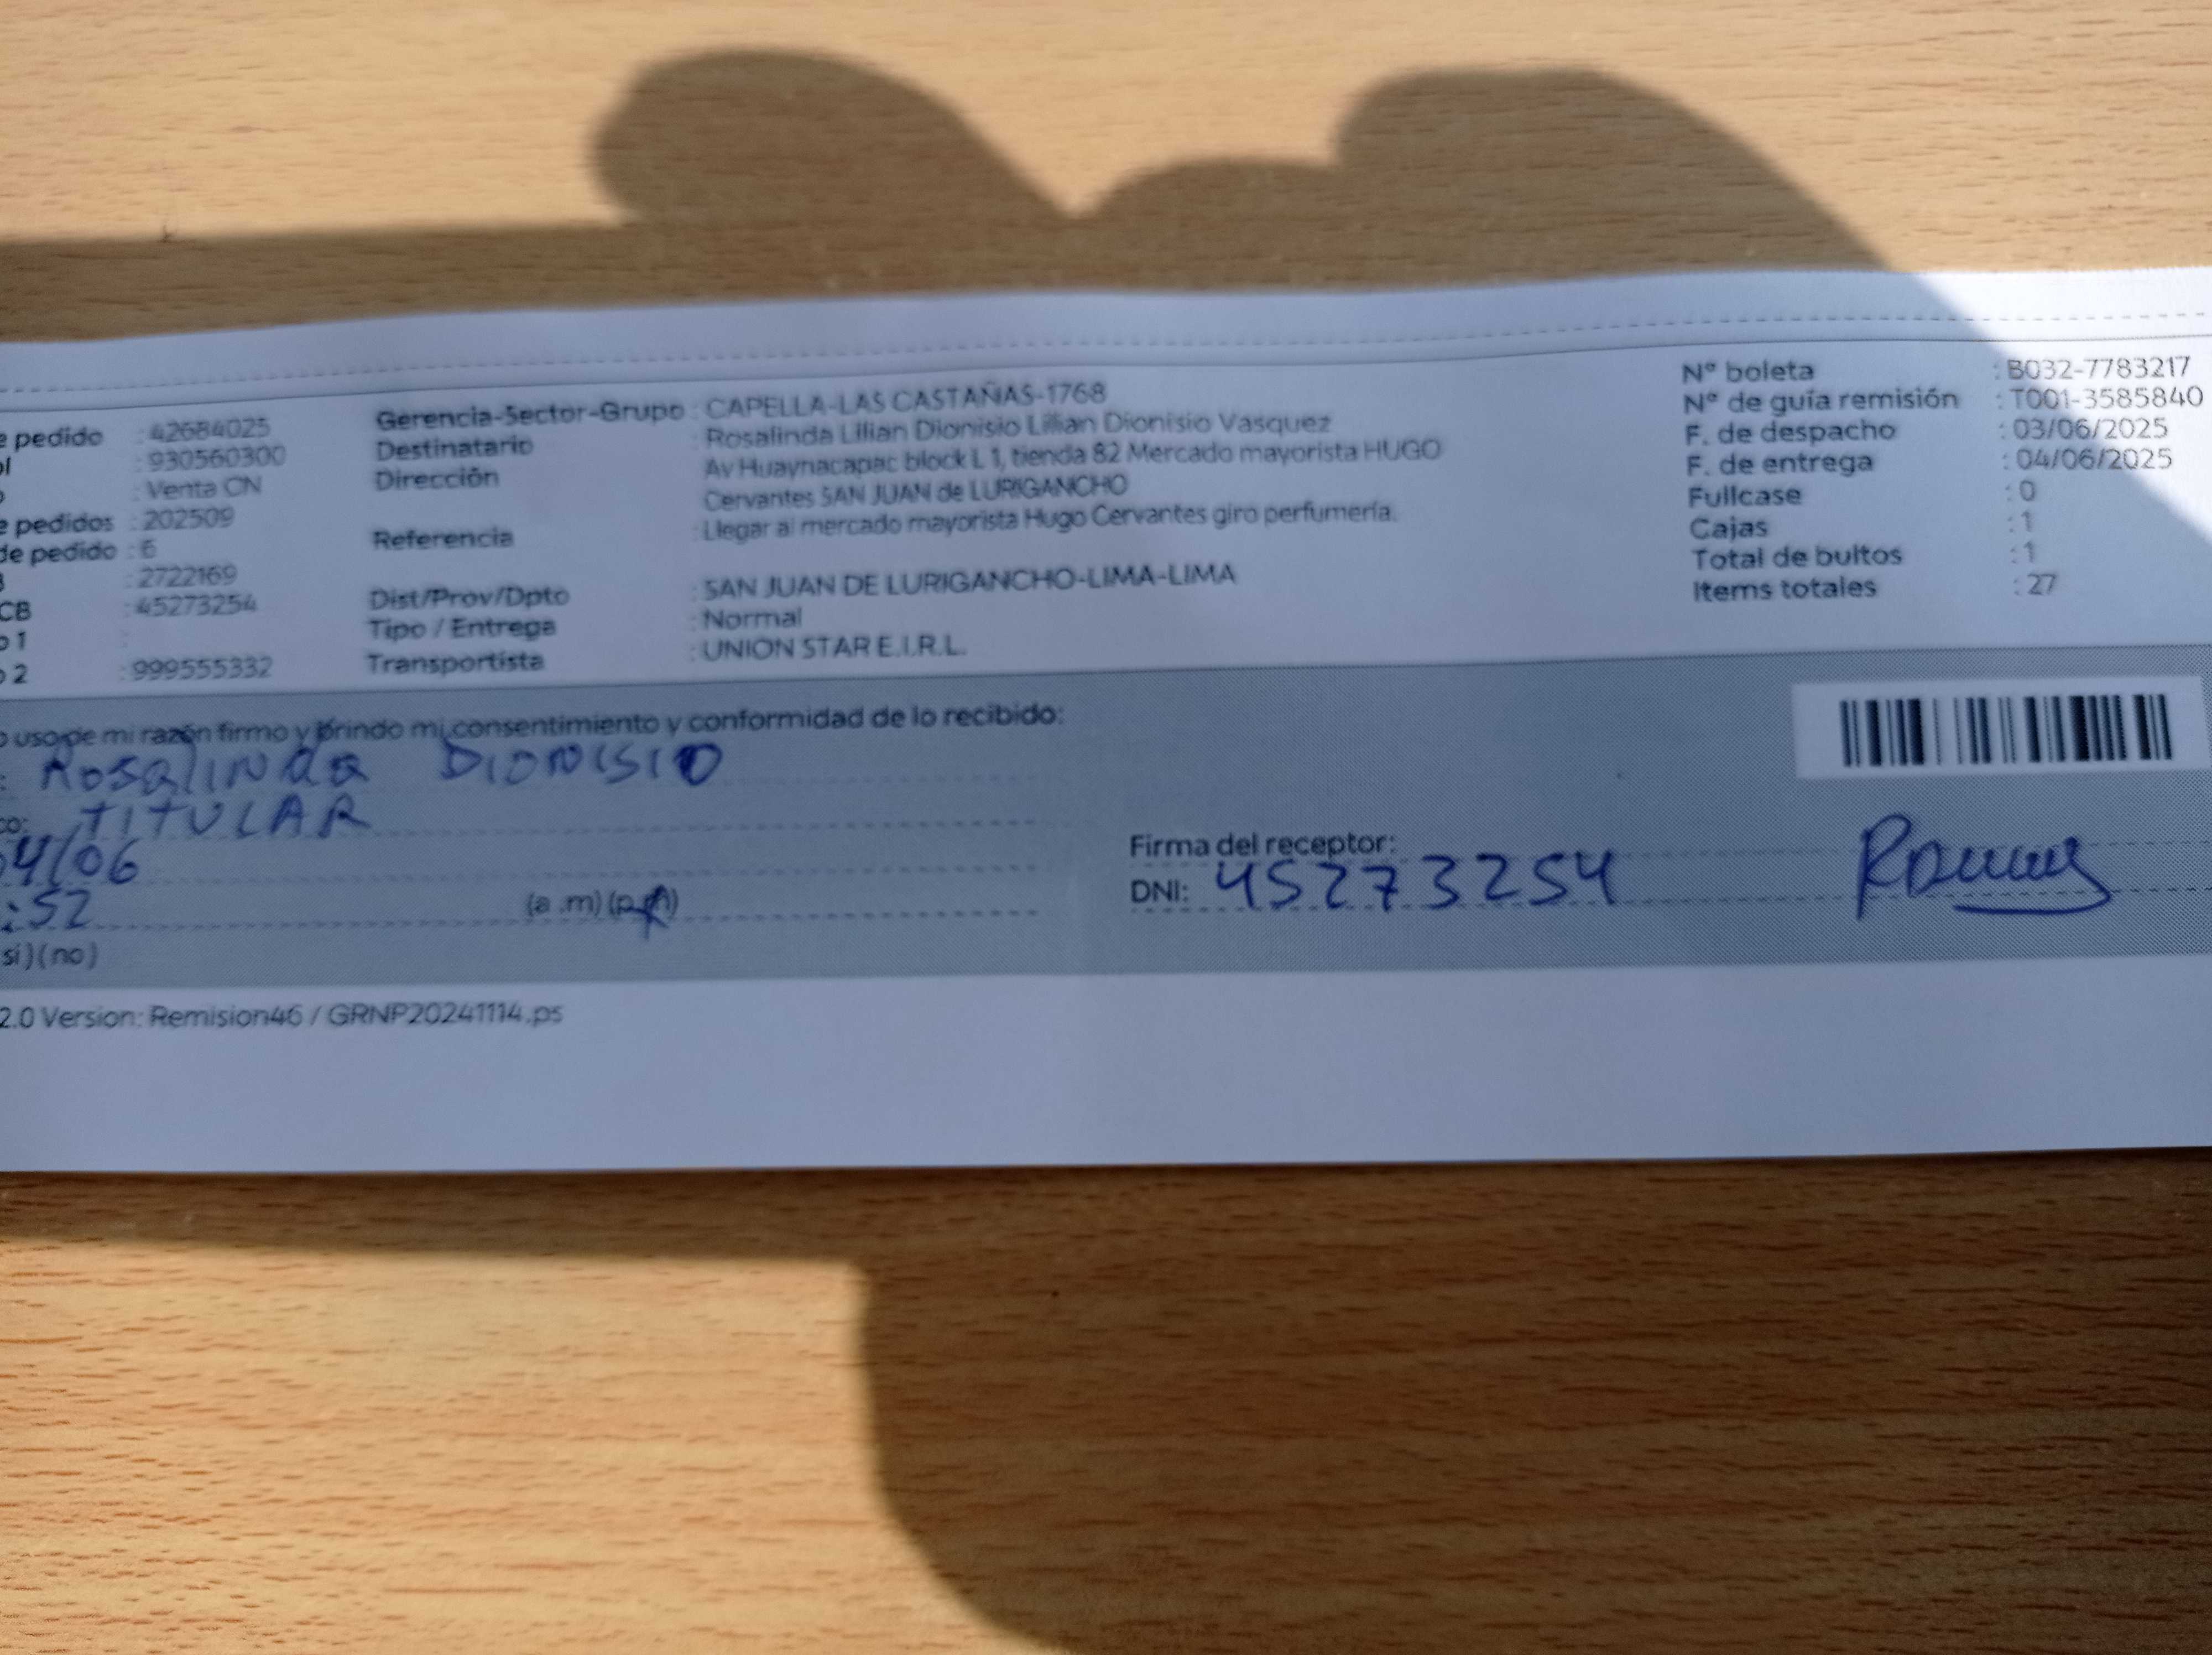 e pedido : 42684025
ol : 930560300
o : Venta CN
e pedidos : 202509
de pedido : 6
: 2722169
CB : 45273254
o 1 :
o 2 : 999555332
Gerencia-Sector-Grupo : CAPELLA-LAS CASTAÑAS-1768
Destinatario : Rosalinda Lilian Dionisio Lilian Dionisio Vasquez
Dirección : Av Huaynacapac block L 1, tienda 82 Mercado mayorista HUGO
Cervantes SAN JUAN de LURIGANCHO
Referencia : Llegar al mercado mayorista Hugo Cervantes giro perfumería.
Dist/Prov/Dpto : SAN JUAN DE LURIGANCHO-LIMA-LIMA
Tipo / Entrega : Normal
Transportista : UNION STAR E.I.R.L.
Nº boleta : B032-7783217
Nº de guía remisión : T001-3585840
F. de despacho : 03/06/2025
F. de entrega : 04/06/2025
Fullcase : 0
Cajas : 1
Total de bultos : 1
Items totales : 27
o uso de mi razón firmo y brindo mi consentimiento y conformidad de lo recibido:
: Rosalinda DIONISIO
co: TITULAR
04/06
:52 (a .m) (p.m)
si ) ( no )
Firma del receptor:
DNI: 45273254
2.0 Version: Remision46 / GRNP20241114.ps